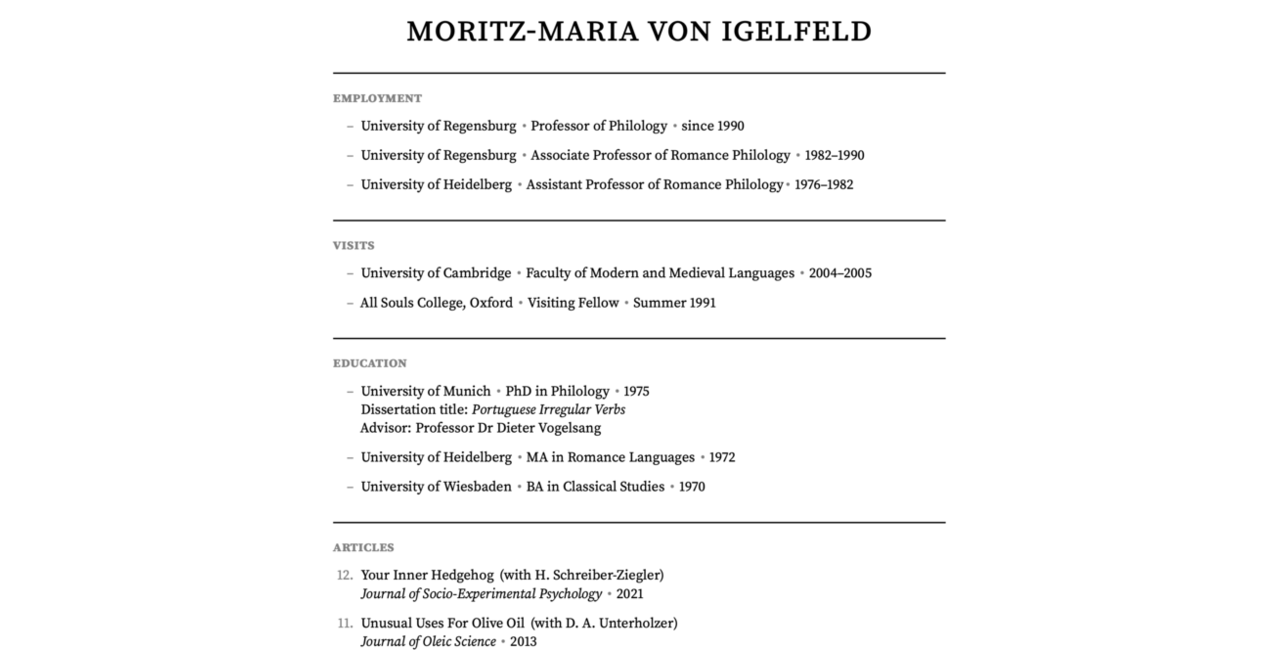 MORITZ-MARIA VON IGELFELD
EMPLOYMENT
– University of Regensburg • Professor of Philology • since 1990
– University of Regensburg • Associate Professor of Romance Philology • 1982–1990
– University of Heidelberg • Assistant Professor of Romance Philology • 1976–1982
VISITS
– University of Cambridge • Faculty of Modern and Medieval Languages • 2004–2005
– All Souls College, Oxford • Visiting Fellow • Summer 1991
EDUCATION
– University of Munich • PhD in Philology • 1975
Dissertation title: Portuguese Irregular Verbs
Advisor: Professor Dr Dieter Vogelsang
– University of Heidelberg • MA in Romance Languages • 1972
– University of Wiesbaden • BA in Classical Studies • 1970
ARTICLES
12. Your Inner Hedgehog (with H. Schreiber-Ziegler)
Journal of Socio-Experimental Psychology • 2021
11. Unusual Uses For Olive Oil (with D. A. Unterholzer)
Journal of Oleic Science • 2013